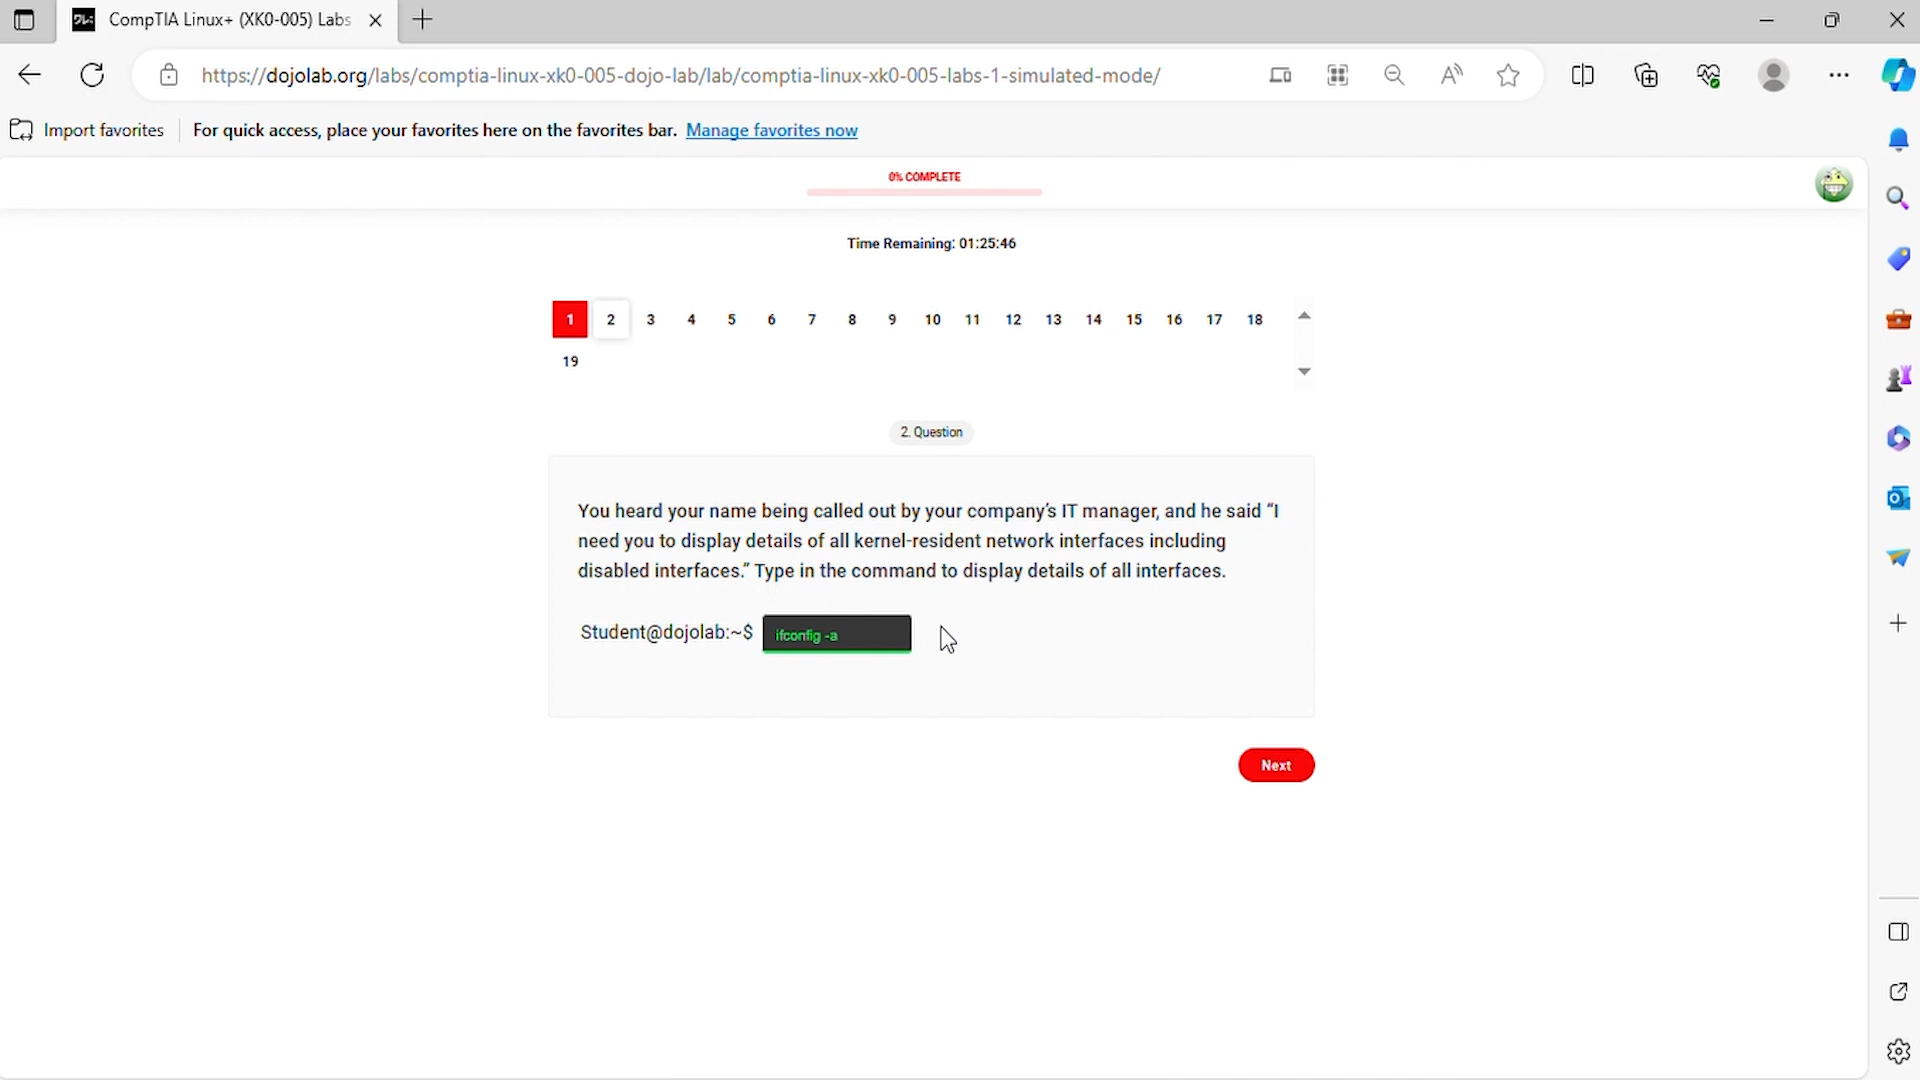 CompTIA Linux+ (XK0-005) Labs
https://dojolab.org/labs/comptia-linux-xk0-005-dojo-lab/lab/comptia-linux-xk0-005-labs-1-simulated-mode/
Import favorites For quick access, place your favorites here on the favorites bar. Manage favorites now
0% COMPLETE
Time Remaining: 01:25:46
1 2 3 4 5 6 7 8 9 10 11 12 13 14 15 16 17 18
19
2. Question
You heard your name being called out by your company’s IT manager, and he said “I
need you to display details of all kernel-resident network interfaces including
disabled interfaces.” Type in the command to display details of all interfaces.
Student@dojolab:~$ ifconfig -a
Next